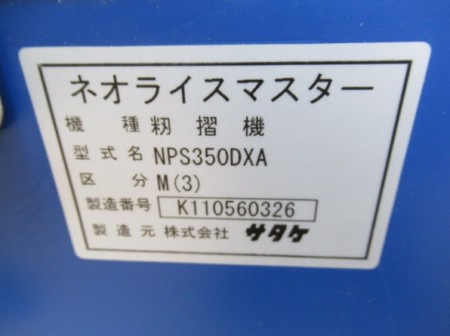 ネオライスマスター
機種 籾摺機
型式名 NPS350DXA
区分 M(3)
製造番号 K110560326
製造元 株式会社 サタケ